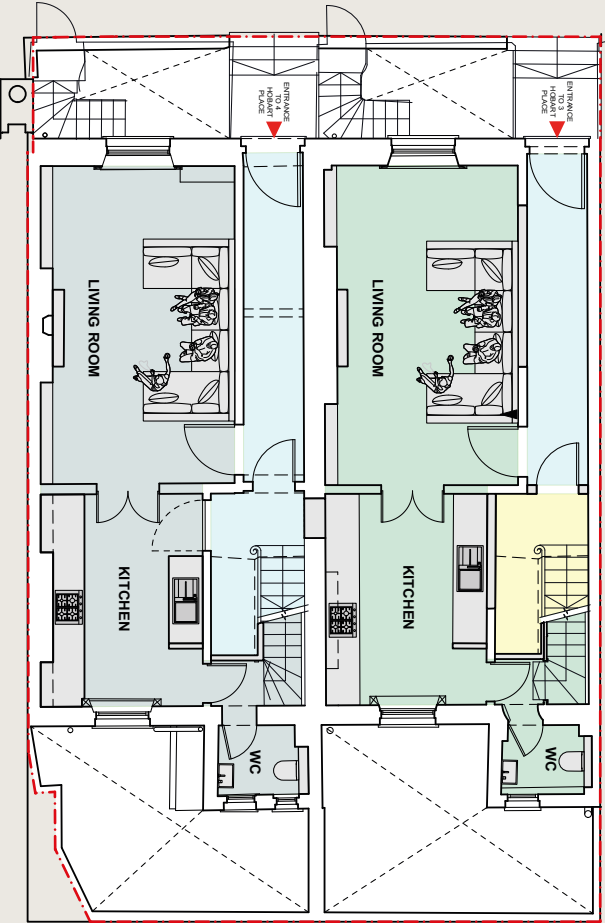 ENTRANCE
TO 4
HOBART
PLACE
ENTRANCE
TO 3
HOBART
PLACE
LIVING ROOM
LIVING ROOM
KITCHEN
KITCHEN
WC
WC